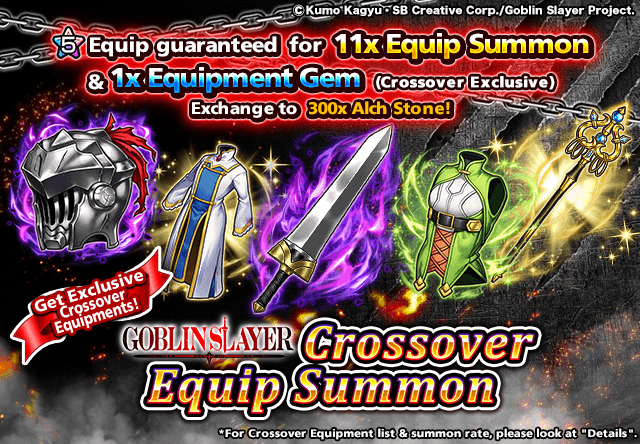 © Kumo Kagyu・SB Creative Corp./Goblin Slayer Project.
5 Equip guaranteed for 11x Equip Summon
& 1x Equipment Gem (Crossover Exclusive)
Exchange to 300x Alch Stone!
Get Exclusive
Crossover
Equipments!
GOBLIN SLAYER Crossover
Equip Summon
*For Crossover Equipment list & summon rate, please look at "Details".